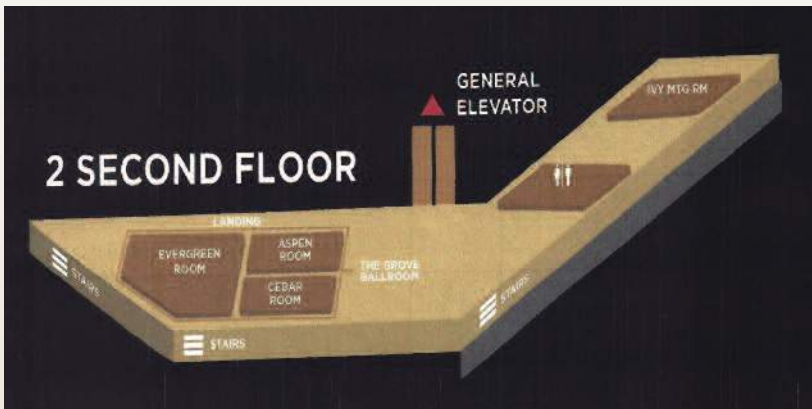 GENERAL
ELEVATOR
IVY MTG RM
2 SECOND FLOOR
LANDING
EVERGREEN
ROOM
ASPEN
ROOM
THE GROVE
BALLROOM
CEDAR
ROOM
STAIRS
STAIRS
STAIRS